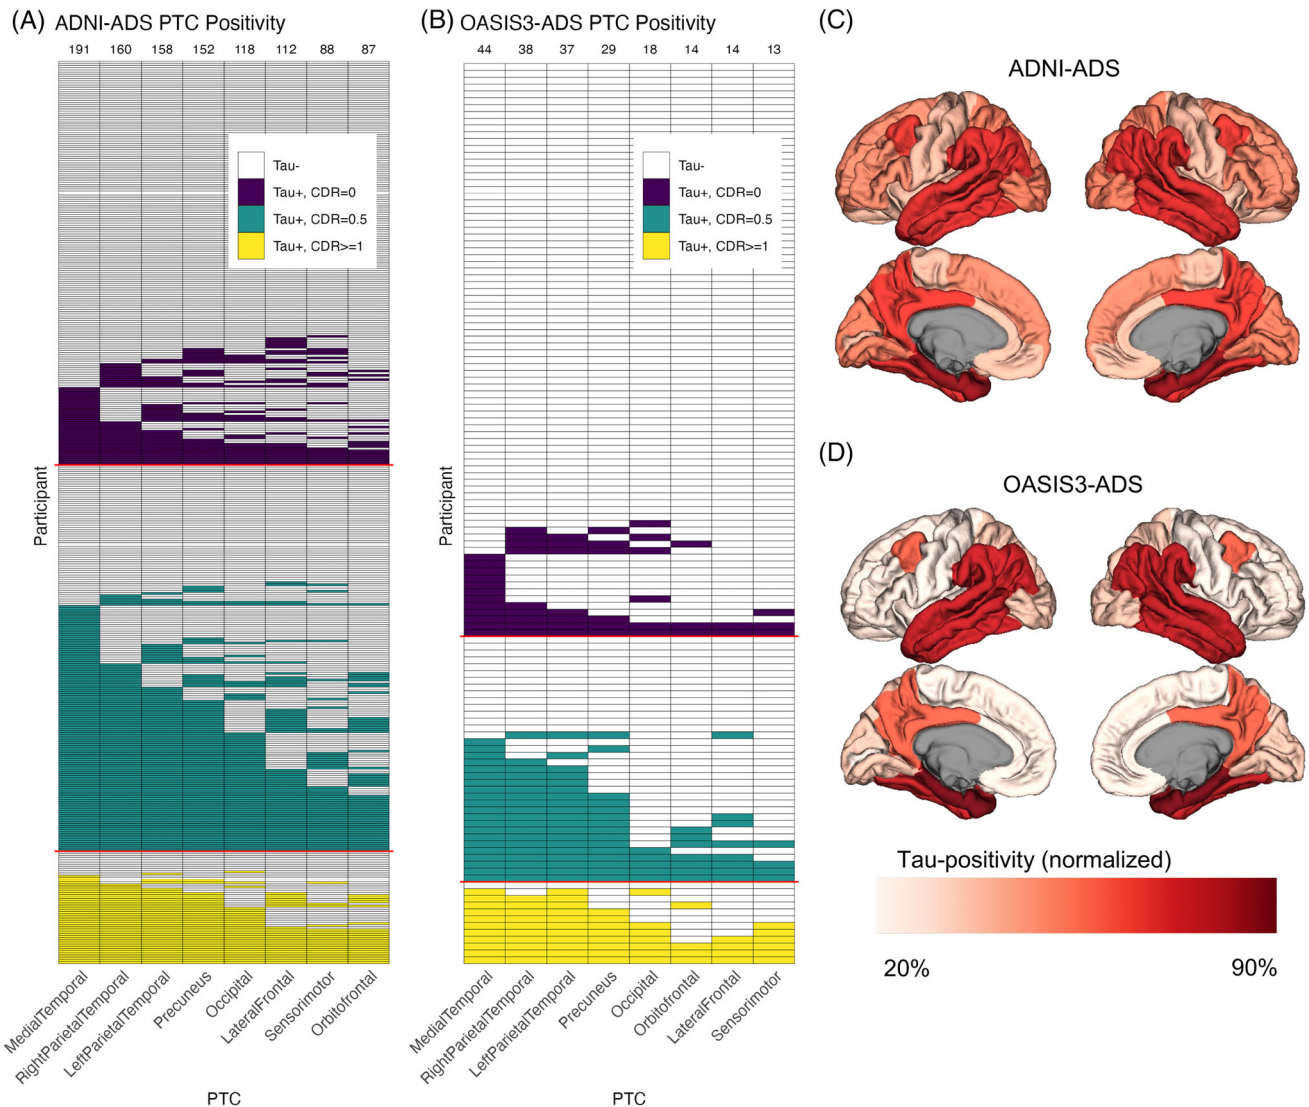 (A) ADNI-ADS PTC Positivity
191 160 158 152 118 112 88 87
Tau-
Tau+, CDR=0
Tau+, CDR=0.5
Tau+, CDR>=1
Participant
MedialTemporal
RightParietalTemporal
LeftParietalTemporal
Precuneus
Occipital
LateralFrontal
Sensorimotor
Orbitofrontal
PTC
(B) OASIS3-ADS PTC Positivity
44 38 37 29 18 14 14 13
Tau-
Tau+, CDR=0
Tau+, CDR=0.5
Tau+, CDR>=1
Participant
MedialTemporal
RightParietalTemporal
LeftParietalTemporal
Precuneus
Occipital
Orbitofrontal
LateralFrontal
Sensorimotor
PTC
(C)
ADNI-ADS
(D)
OASIS3-ADS
Tau-positivity (normalized)
20% 90%